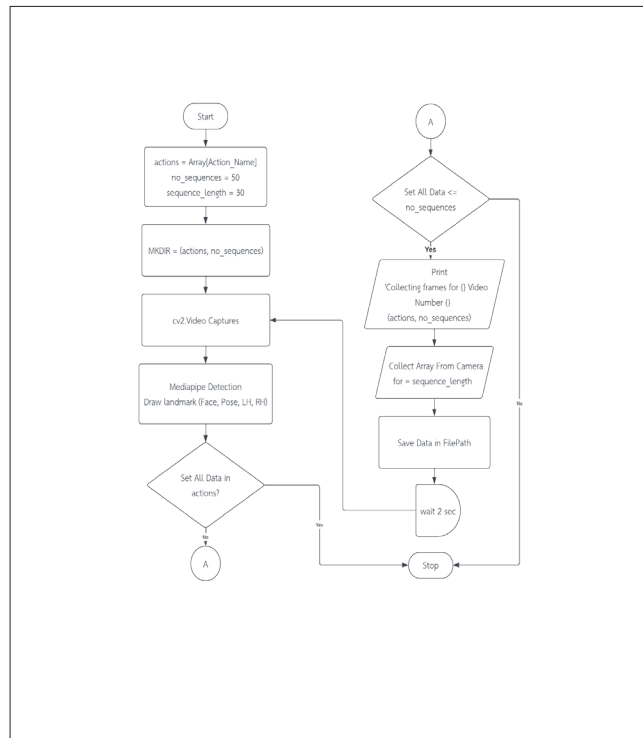 Start
actions = Array[Action_Name]
no_sequences = 50
sequence_length = 30
MKDIR = (actions, no_sequences)
cv2.Video Captures
Mediapipe Detection
Draw landmark (Face, Pose, LH, RH)
Set All Data in
actions?
Yes
No
A
A
Set All Data <=
no_sequences
Yes
Print
'Collecting frames for {} Video
Number {}
(actions, no_sequences)
Collect Array From Camera
for = sequence_length
No
Save Data in FilePath
wait 2 sec
Stop